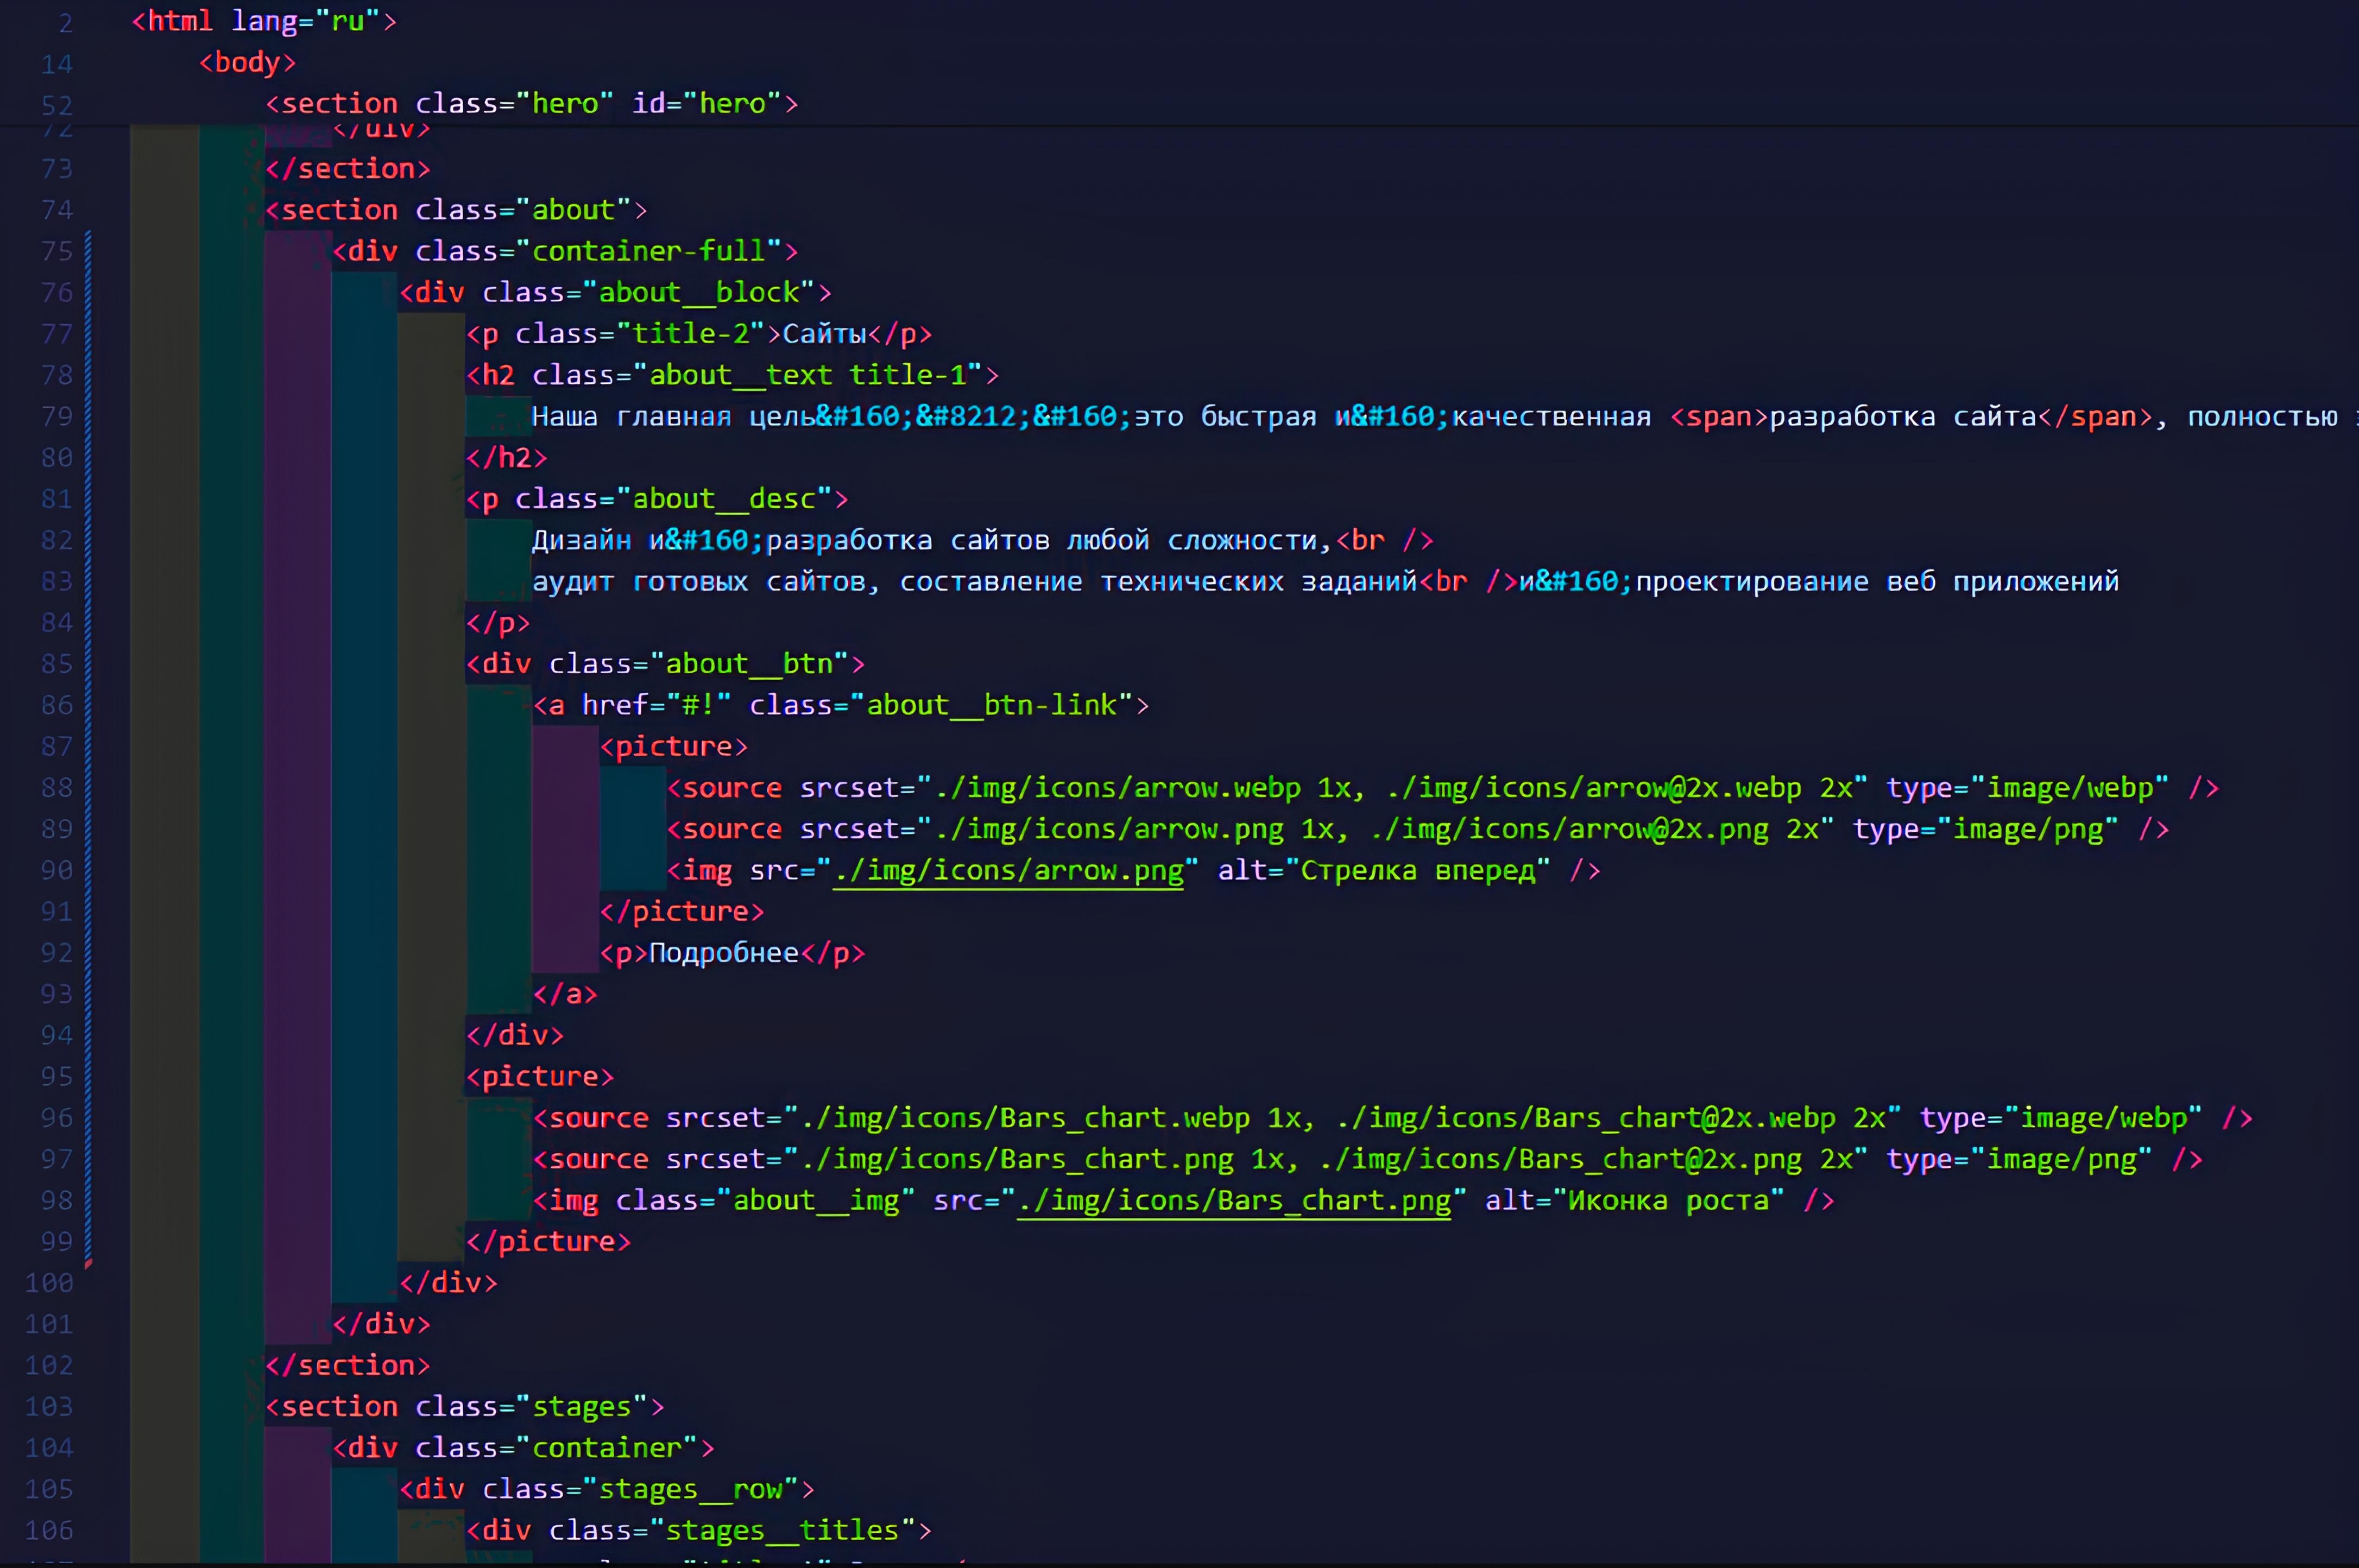 2 <html lang="ru">
14 <body>
52 <section class="hero" id="hero">
72 </div>
73 </section>
74 <section class="about">
75 <div class="container-full">
76 <div class="about__block">
77 <p class="title-2">Сайты</p>
78 <h2 class="about__text title-1">
79 Наша главная цель&#160;&#8212;&#160;это быстрая и&#160;качественная <span>разработка сайта</span>, полностью
80 </h2>
81 <p class="about__desc">
82 Дизайн и&#160;разработка сайтов любой сложности,<br />
83 аудит готовых сайтов, составление технических заданий<br />и&#160;проектирование веб приложений
84 </p>
85 <div class="about__btn">
86 <a href="#!" class="about__btn-link">
87 <picture>
88 <source srcset="./img/icons/arrow.webp 1x, ./img/icons/arrow@2x.webp 2x" type="image/webp" />
89 <source srcset="./img/icons/arrow.png 1x, ./img/icons/arrow@2x.png 2x" type="image/png" />
90 <img src="./img/icons/arrow.png" alt="Стрелка вперед" />
91 </picture>
92 <p>Подробнее</p>
93 </a>
94 </div>
95 <picture>
96 <source srcset="./img/icons/Bars_chart.webp 1x, ./img/icons/Bars_chart@2x.webp 2x" type="image/webp" />
97 <source srcset="./img/icons/Bars_chart.png 1x, ./img/icons/Bars_chart@2x.png 2x" type="image/png" />
98 <img class="about__img" src="./img/icons/Bars_chart.png" alt="Иконка роста" />
99 </picture>
100 </div>
101 </div>
102 </section>
103 <section class="stages">
104 <div class="container">
105 <div class="stages__row">
106 <div class="stages__titles">